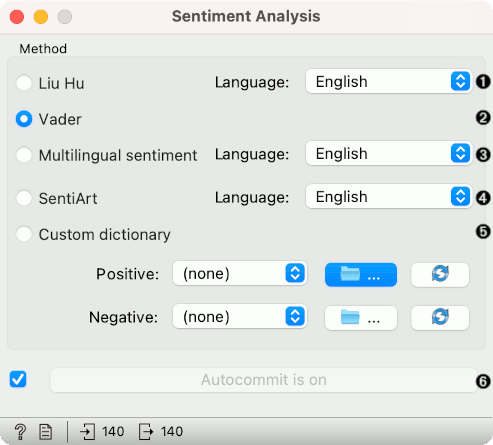 Sentiment Analysis
Method
Liu Hu Language: English ❶
Vader ❷
Multilingual sentiment Language: English ❸
SentiArt Language: English ❹
Custom dictionary ❺
Positive: (none) ...
Negative: (none) ...
Autocommit is on ❻
? 140 140